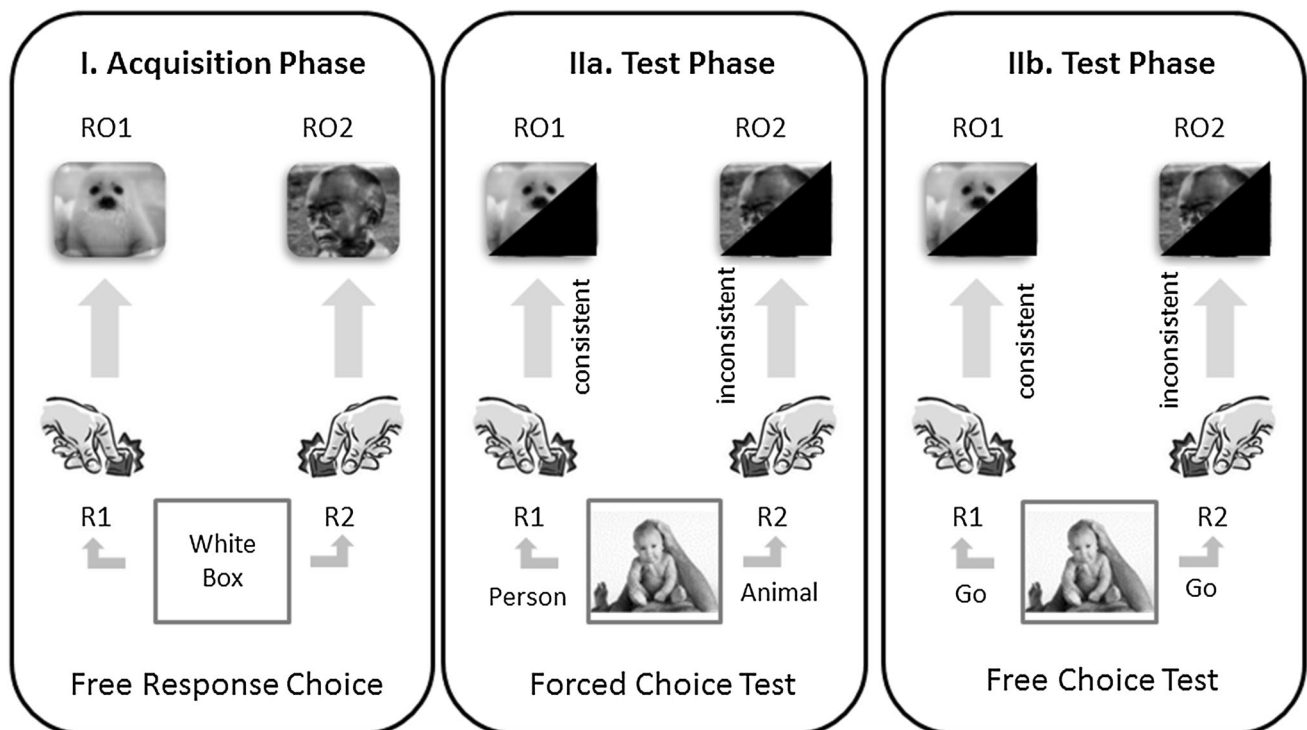 I. Acquisition Phase
RO1
RO2
R1
R2
White
Box
Free Response Choice
IIa. Test Phase
RO1
RO2
consistent
inconsistent
R1
R2
Person
Animal
Forced Choice Test
IIb. Test Phase
RO1
RO2
consistent
inconsistent
R1
R2
Go
Go
Free Choice Test